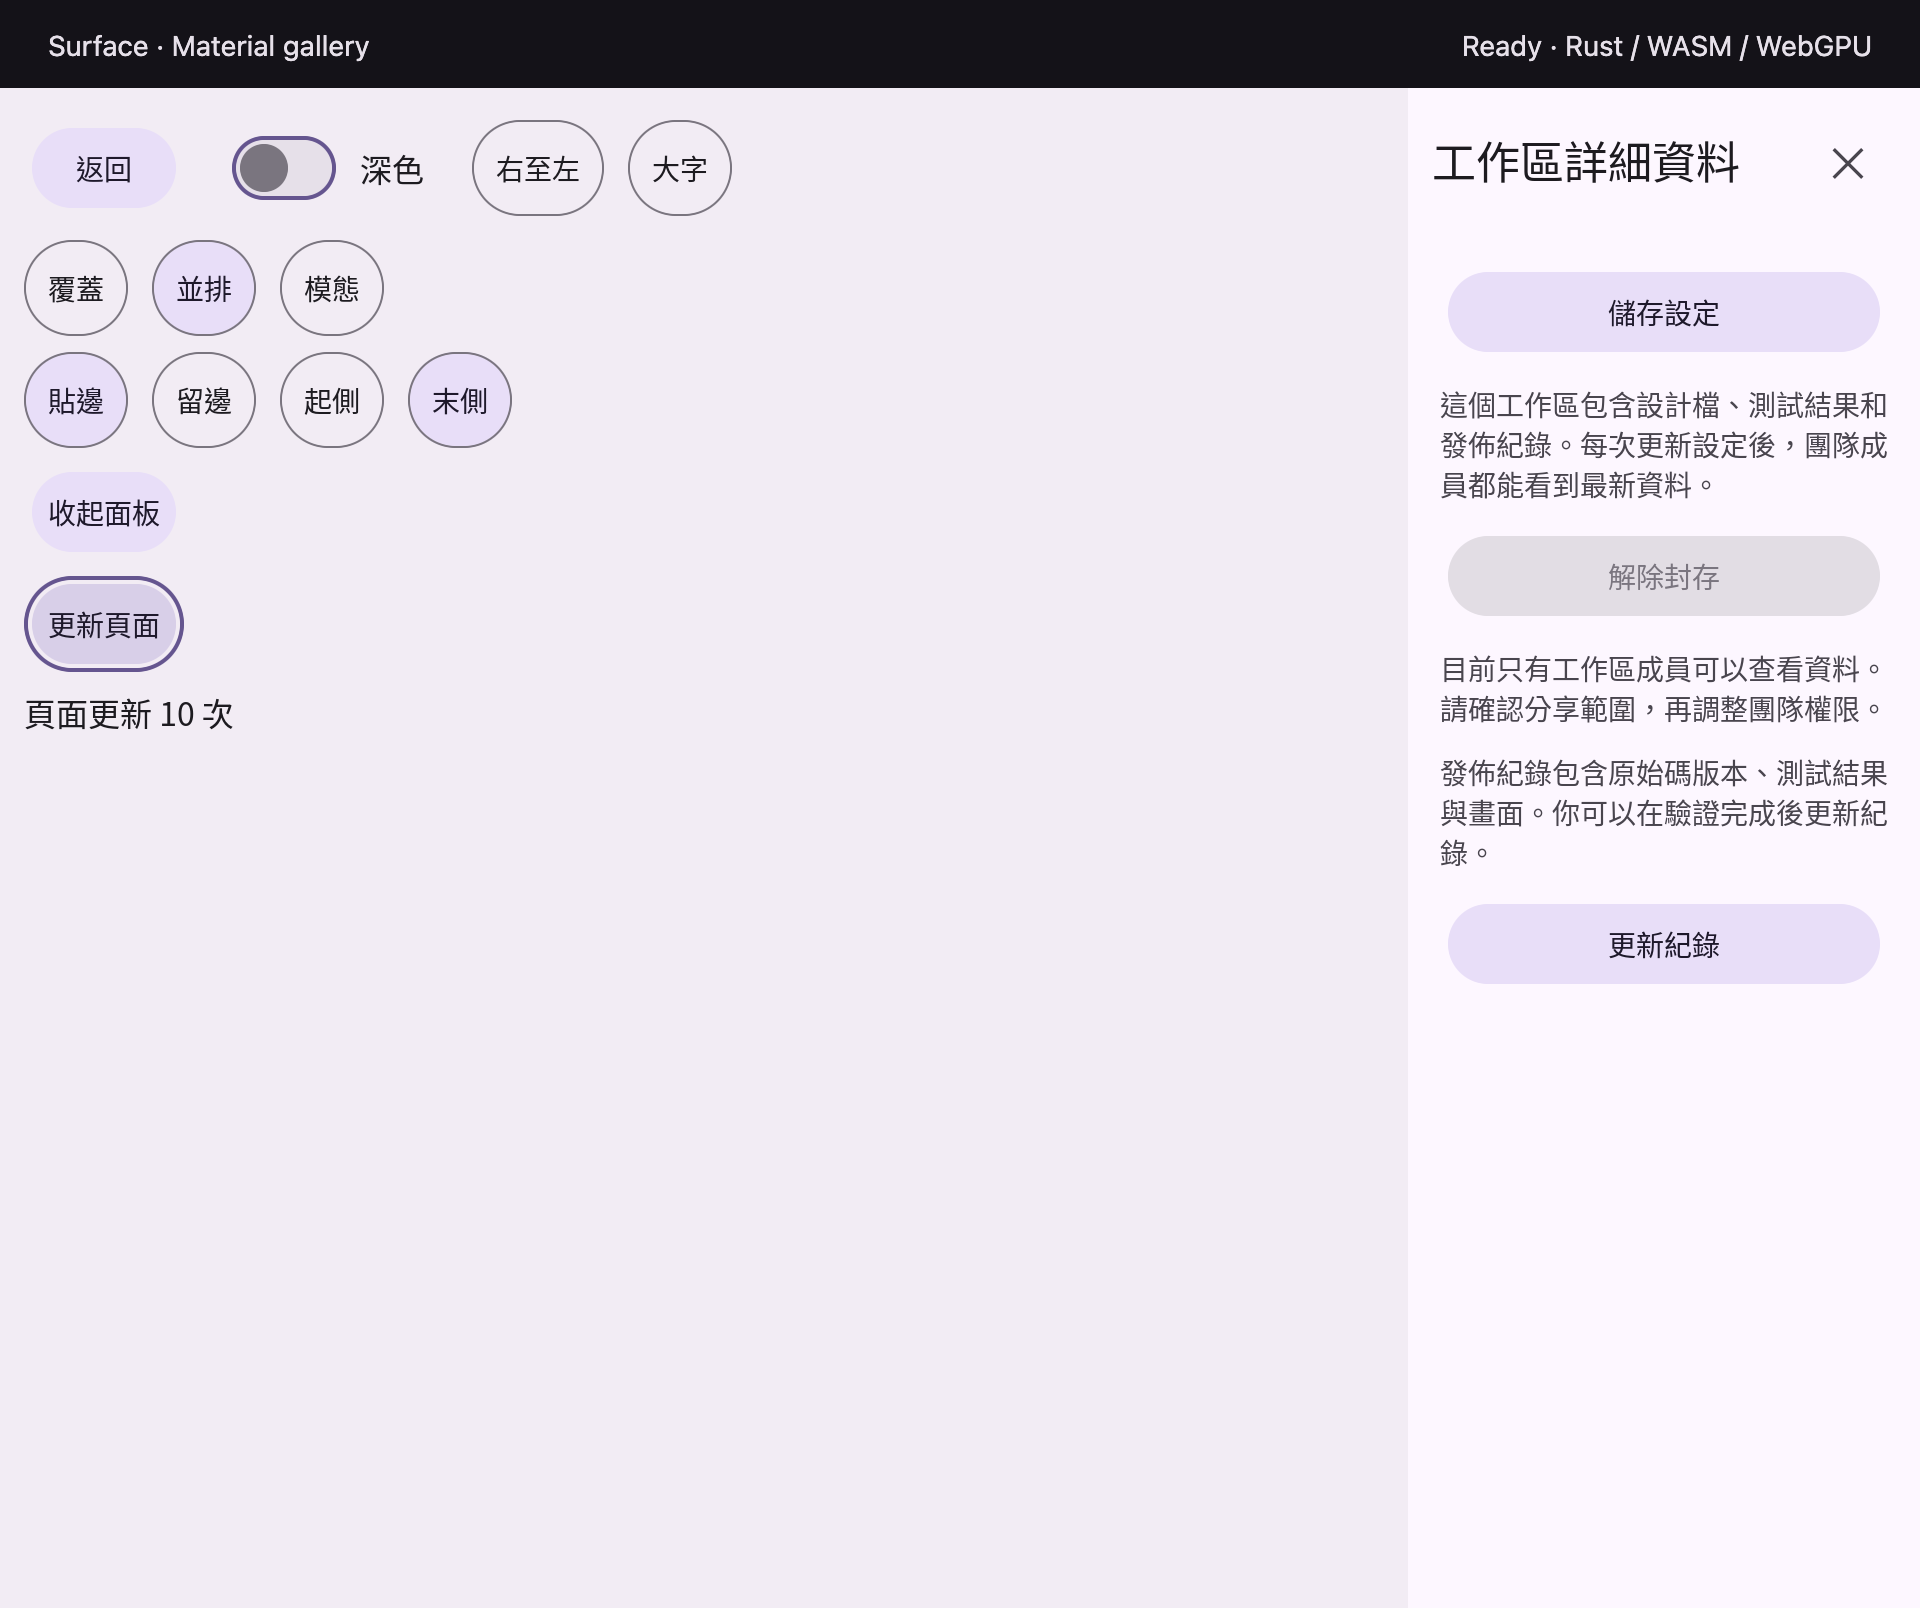 Surface · Material gallery
Ready · Rust / WASM / WebGPU
返回
深色
右至左
大字
覆蓋
並排
模態
貼邊
留邊
起側
末側
收起面板
更新頁面
頁面更新 10 次
工作區詳細資料
儲存設定
這個工作區包含設計檔、測試結果和
發佈紀錄。每次更新設定後，團隊成
員都能看到最新資料。
解除封存
目前只有工作區成員可以查看資料。
請確認分享範圍，再調整團隊權限。
發佈紀錄包含原始碼版本、測試結果
與畫面。你可以在驗證完成後更新紀
錄。
更新紀錄